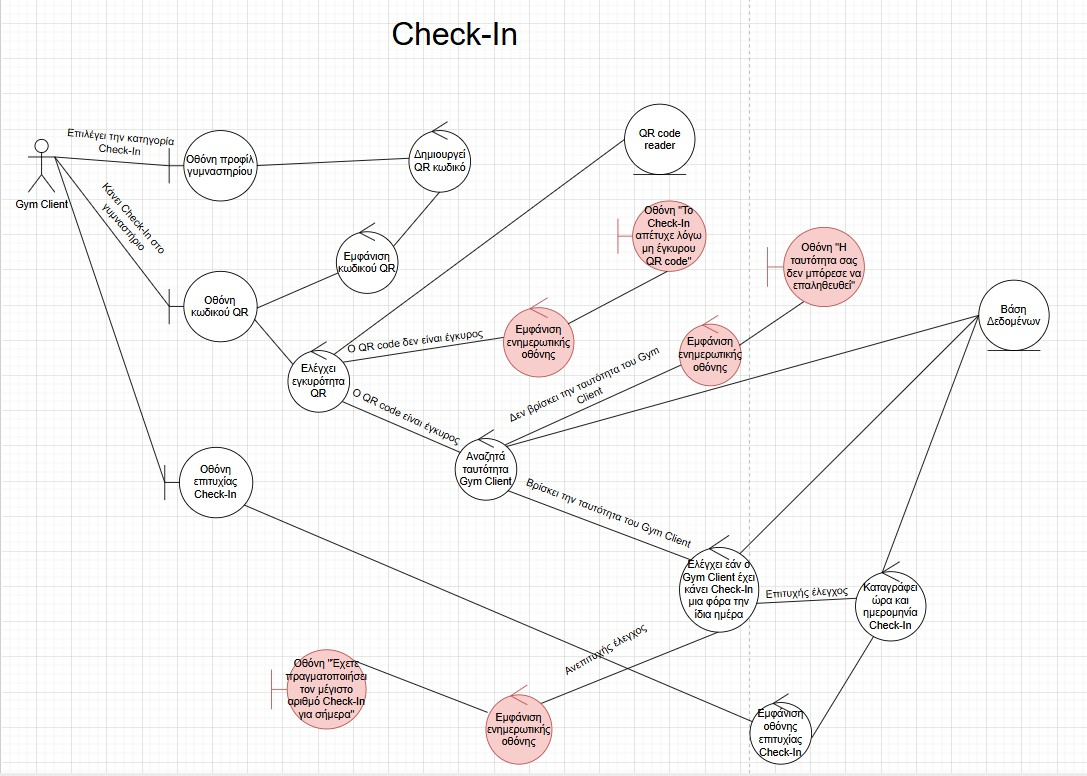 Check-In
Επιλέγει την κατηγορία
Check-In
Gym Client
Οθόνη προφίλ
γυμναστηρίου
Δημιουργεί
QR κωδικό
QR code
reader
Κάνει Check-In στο
γυμναστήριο
Εμφάνιση
κωδικού QR
Οθόνη "Το
Check-In
απέτυχε λόγω
μη έγκυρου
QR code"
Οθόνη "Η
ταυτότητα σας
δεν μπόρεσε να
επαληθευθεί"
Οθόνη
κωδικού QR
Βάση
Δεδομένων
Ο QR code δεν είναι έγκυρος
Εμφάνιση
ενημερωτικής
οθόνης
Εμφάνιση
ενημερωτικής
οθόνης
Ελέγχει
εγκυρότητα
QR
Ο QR code είναι έγκυρος
Δεν βρίσκει την ταυτότητα του Gym
Client
Οθόνη
επιτυχίας
Check-In
Αναζητά
ταυτότητα
Gym Client
Βρίσκει την ταυτότητα του Gym Client
Ελέγχει εάν ο
Gym Client έχει
κάνει Check-In
μια φόρα την
ίδια ημέρα
Επιτυχής έλεγχος
Καταγράφει
ώρα και
ημερομηνία
Check-In
Ανεπιτυχής έλεγχος
Οθόνη "Έχετε
πραγματοποιήσει
τον μέγιστο
αριθμό Check-In
για σήμερα"
Εμφάνιση
ενημερωτικής
οθόνης
Εμφάνιση
οθόνης
επιτυχίας
Check-In